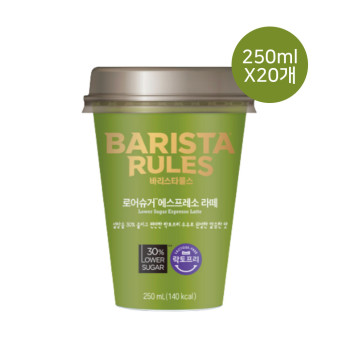 250ml
X20개
BARISTA
RULES
바리스타룰스
로어슈거 에스프레소 라떼
Lower Sugar Espresso Latte
30%
LOWER
SUGAR
락토프리
250 mL(140 kcal)